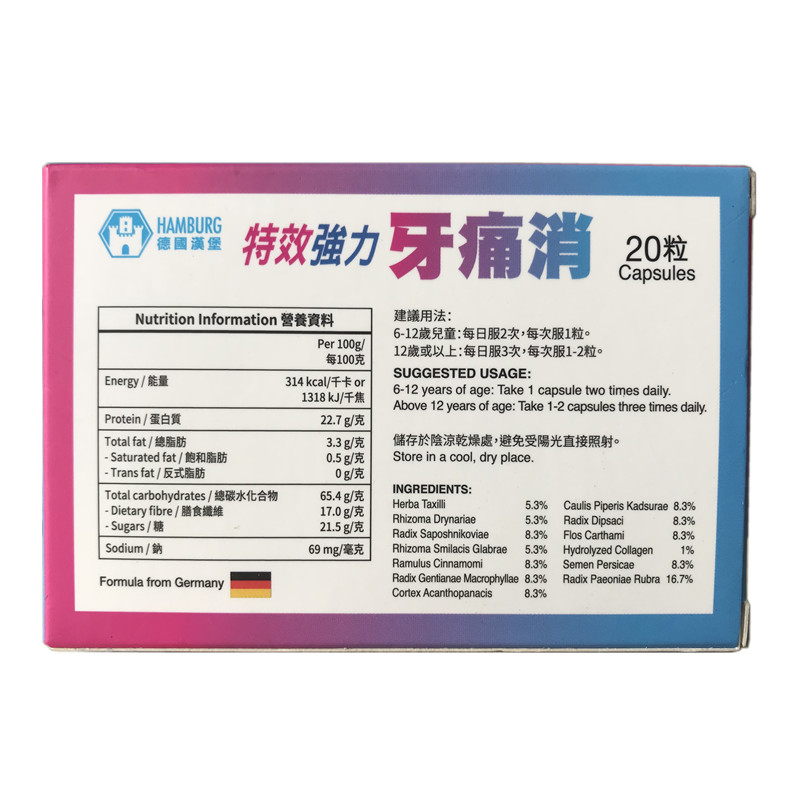 HAMBURG
德國漢堡
特效強力 牙痛消
20粒
Capsules
Nutrition Information 營養資料
Per 100g/
每100克
Energy / 能量 314 kcal/千卡 or
1318 kJ/千焦
Protein / 蛋白質 22.7 g/克
Total fat / 總脂肪 3.3 g/克
- Saturated fat / 飽和脂肪 0.5 g/克
- Trans fat / 反式脂肪 0 g/克
Total carbohydrates / 總碳水化合物 65.4 g/克
- Dietary fibre / 膳食纖維 17.0 g/克
- Sugars / 糖 21.5 g/克
Sodium / 鈉 69 mg/毫克
Formula from Germany
建議用法：
6-12歲兒童：每日服2次，每次服1粒。
12歲或以上：每日服3次，每次服1-2粒。
SUGGESTED USAGE:
6-12 years of age: Take 1 capsule two times daily.
Above 12 years of age: Take 1-2 capsules three times daily.
儲存於陰涼乾燥處，避免受陽光直接照射。
Store in a cool, dry place.
INGREDIENTS:
Herba Taxilli 5.3%
Rhizoma Drynariae 5.3%
Radix Saposhnikoviae 8.3%
Rhizoma Smilacis Glabrae 5.3%
Ramulus Cinnamomi 8.3%
Radix Gentianae Macrophyllae 8.3%
Cortex Acanthopanacis 8.3%
Caulis Piperis Kadsurae 8.3%
Radix Dipsaci 8.3%
Flos Carthami 8.3%
Hydrolyzed Collagen 1%
Semen Persicae 8.3%
Radix Paeoniae Rubra 16.7%